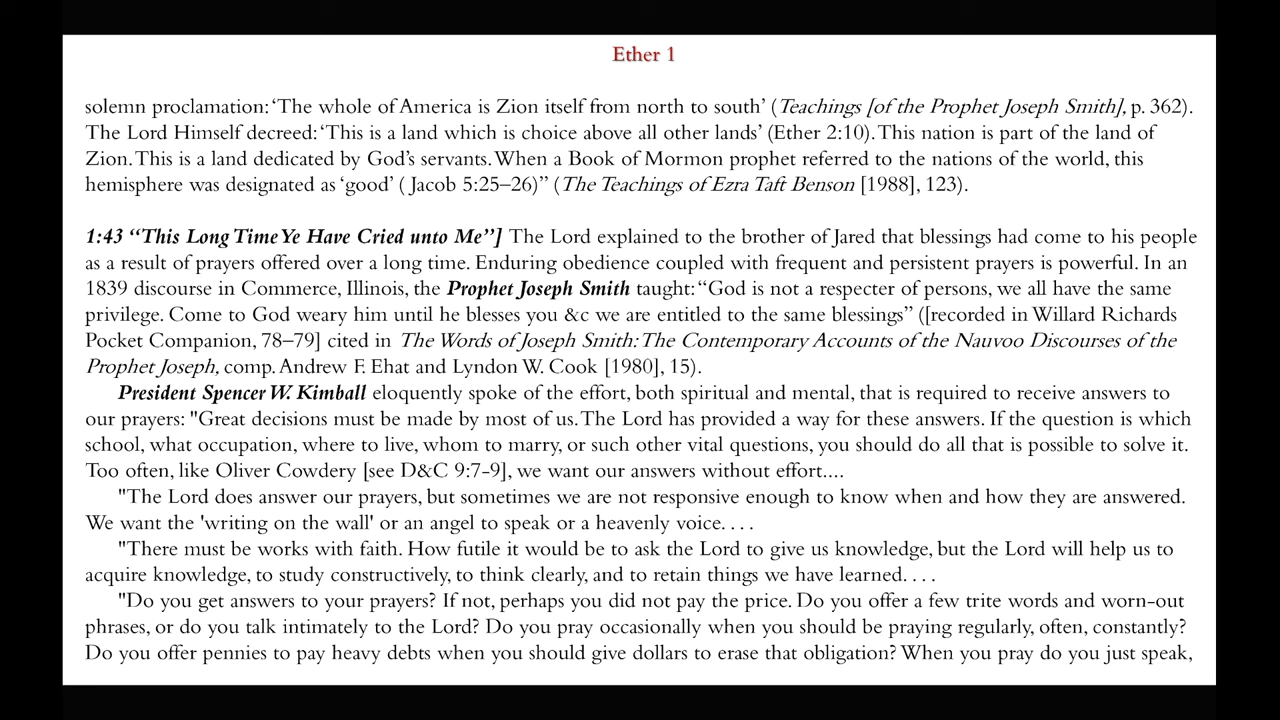 Ether 1
solemn proclamation: ‘The whole of America is Zion itself from north to south’ (Teachings [of the Prophet Joseph Smith], p. 362).
The Lord Himself decreed: ‘This is a land which is choice above all other lands’ (Ether 2:10). This nation is part of the land of
Zion. This is a land dedicated by God’s servants. When a Book of Mormon prophet referred to the nations of the world, this
hemisphere was designated as ‘good’ ( Jacob 5:25–26)” (The Teachings of Ezra Taft Benson [1988], 123).
1:43 “This Long Time Ye Have Cried unto Me”] The Lord explained to the brother of Jared that blessings had come to his people
as a result of prayers offered over a long time. Enduring obedience coupled with frequent and persistent prayers is powerful. In an
1839 discourse in Commerce, Illinois, the Prophet Joseph Smith taught: “God is not a respecter of persons, we all have the same
privilege. Come to God weary him until he blesses you &c we are entitled to the same blessings” ([recorded in Willard Richards
Pocket Companion, 78–79] cited in The Words of Joseph Smith: The Contemporary Accounts of the Nauvoo Discourses of the
Prophet Joseph, comp. Andrew F. Ehat and Lyndon W. Cook [1980], 15).
President Spencer W. Kimball eloquently spoke of the effort, both spiritual and mental, that is required to receive answers to
our prayers: "Great decisions must be made by most of us. The Lord has provided a way for these answers. If the question is which
school, what occupation, where to live, whom to marry, or such other vital questions, you should do all that is possible to solve it.
Too often, like Oliver Cowdery [see D&C 9:7-9], we want our answers without effort....
"The Lord does answer our prayers, but sometimes we are not responsive enough to know when and how they are answered.
We want the 'writing on the wall' or an angel to speak or a heavenly voice. . . .
"There must be works with faith. How futile it would be to ask the Lord to give us knowledge, but the Lord will help us to
acquire knowledge, to study constructively, to think clearly, and to retain things we have learned. . . .
"Do you get answers to your prayers? If not, perhaps you did not pay the price. Do you offer a few trite words and worn-out
phrases, or do you talk intimately to the Lord? Do you pray occasionally when you should be praying regularly, often, constantly?
Do you offer pennies to pay heavy debts when you should give dollars to erase that obligation? When you pray do you just speak,